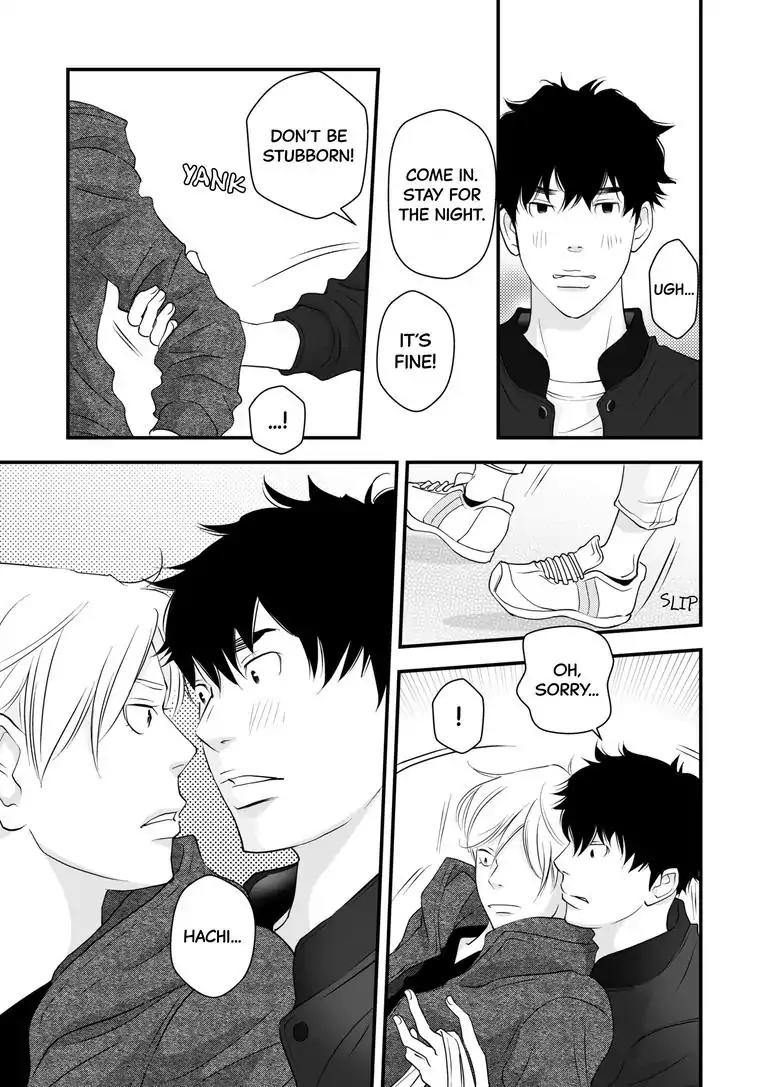 UGH...
COME IN.
STAY FOR
THE NIGHT.
IT'S
FINE!
DON'T BE
STUBBORN!
YANK
...!
SLIP
OH,
SORRY...
!
HACHI...